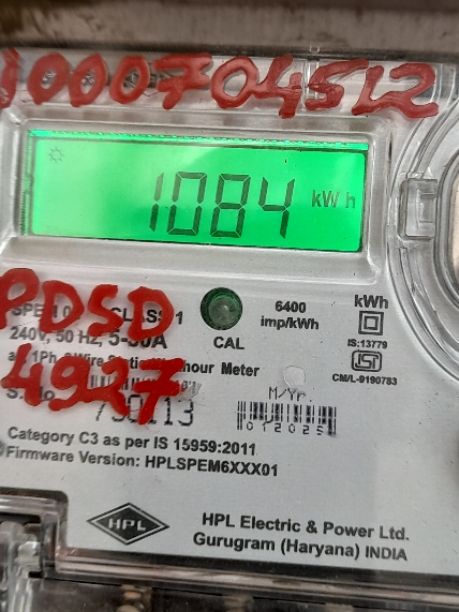 1000704512
1084 kWh
PDSD
CLASS 1
6400
imp/kWh
kWh
240V, 50 Hz,
CAL
IS:13779
1Ph,
hour Meter
CM/L-9190783
4927
M/Yr.
012025
Category C3 as per IS 15959:2011
Firmware Version: HPLSPEM6XXX01
HPL
HPL Electric & Power Ltd.
Gurugram (Haryana) INDIA